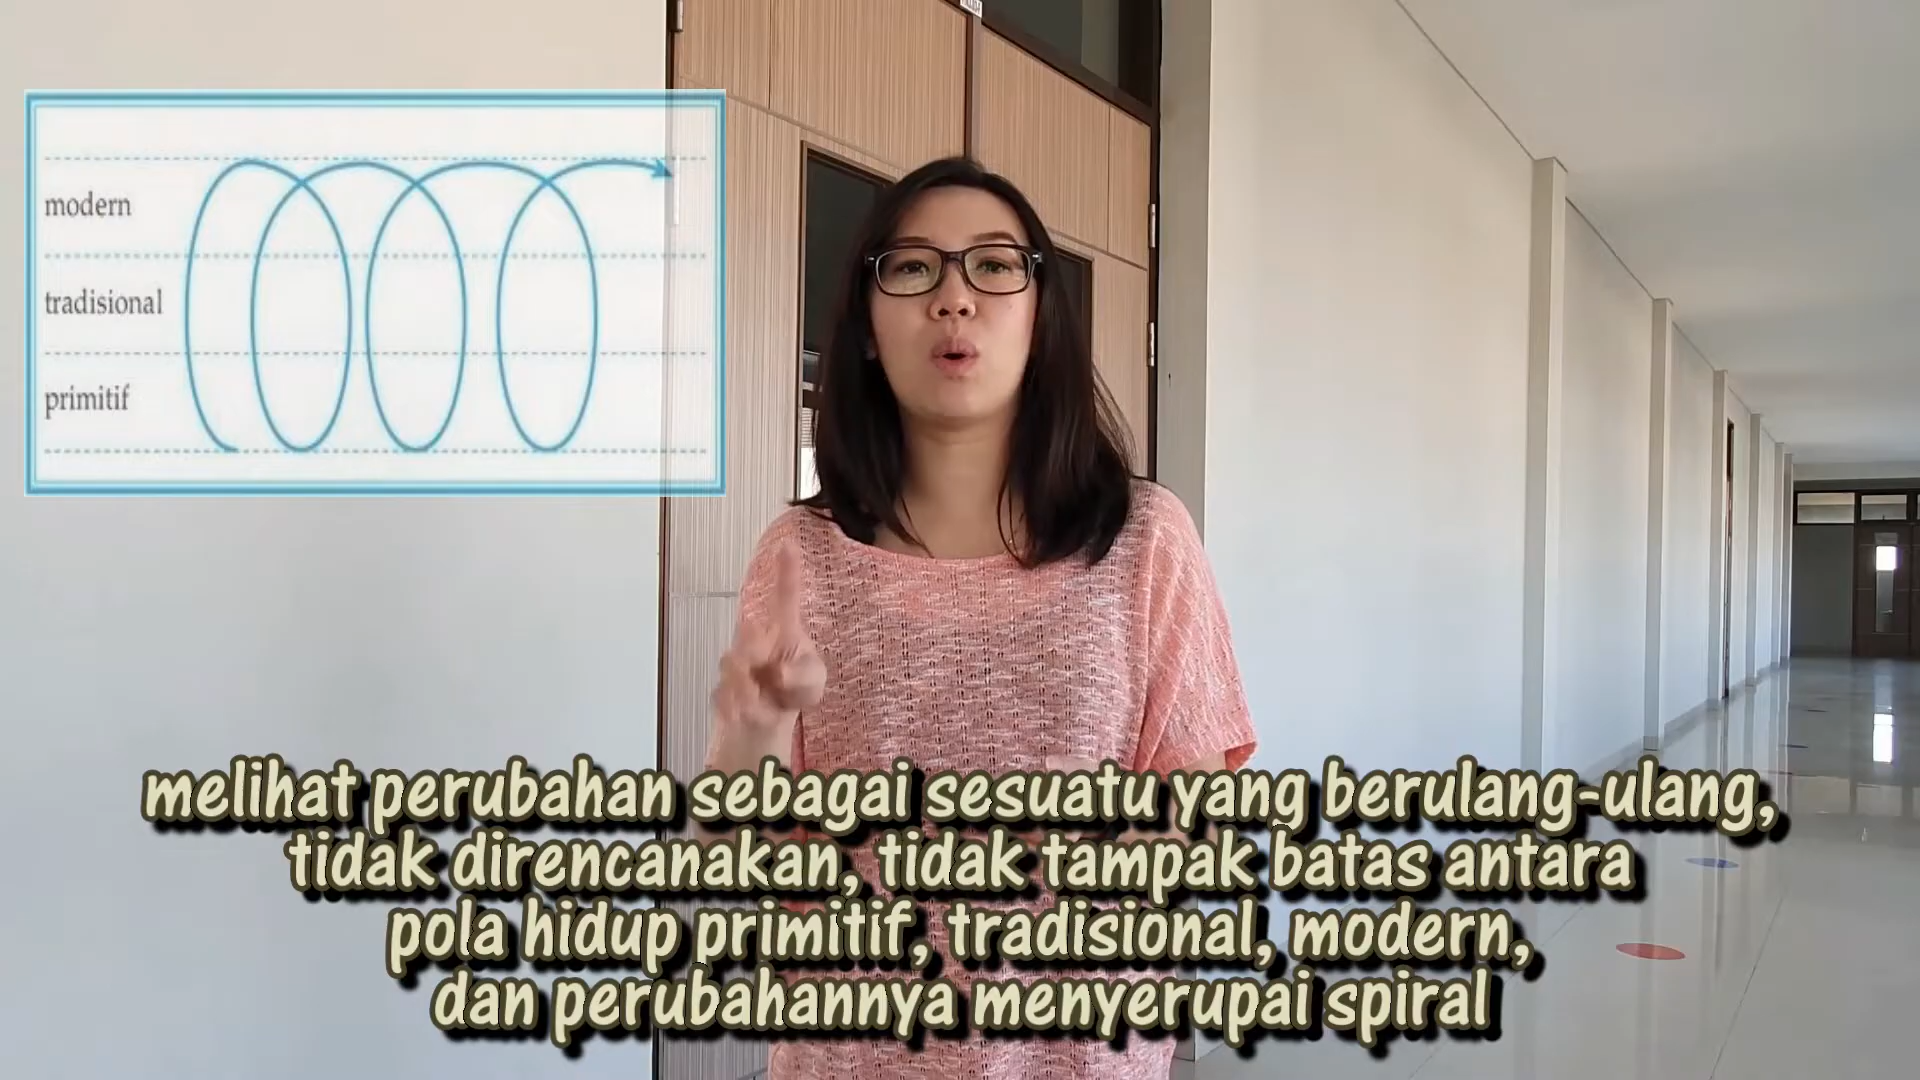 modern
tradisional
primitif
melihat perubahan sebagai sesuatu yang berulang-ulang,
tidak direncanakan, tidak tampak batas antara
pola hidup primitif, tradisional, modern,
dan perubahannya menyerupai spiral